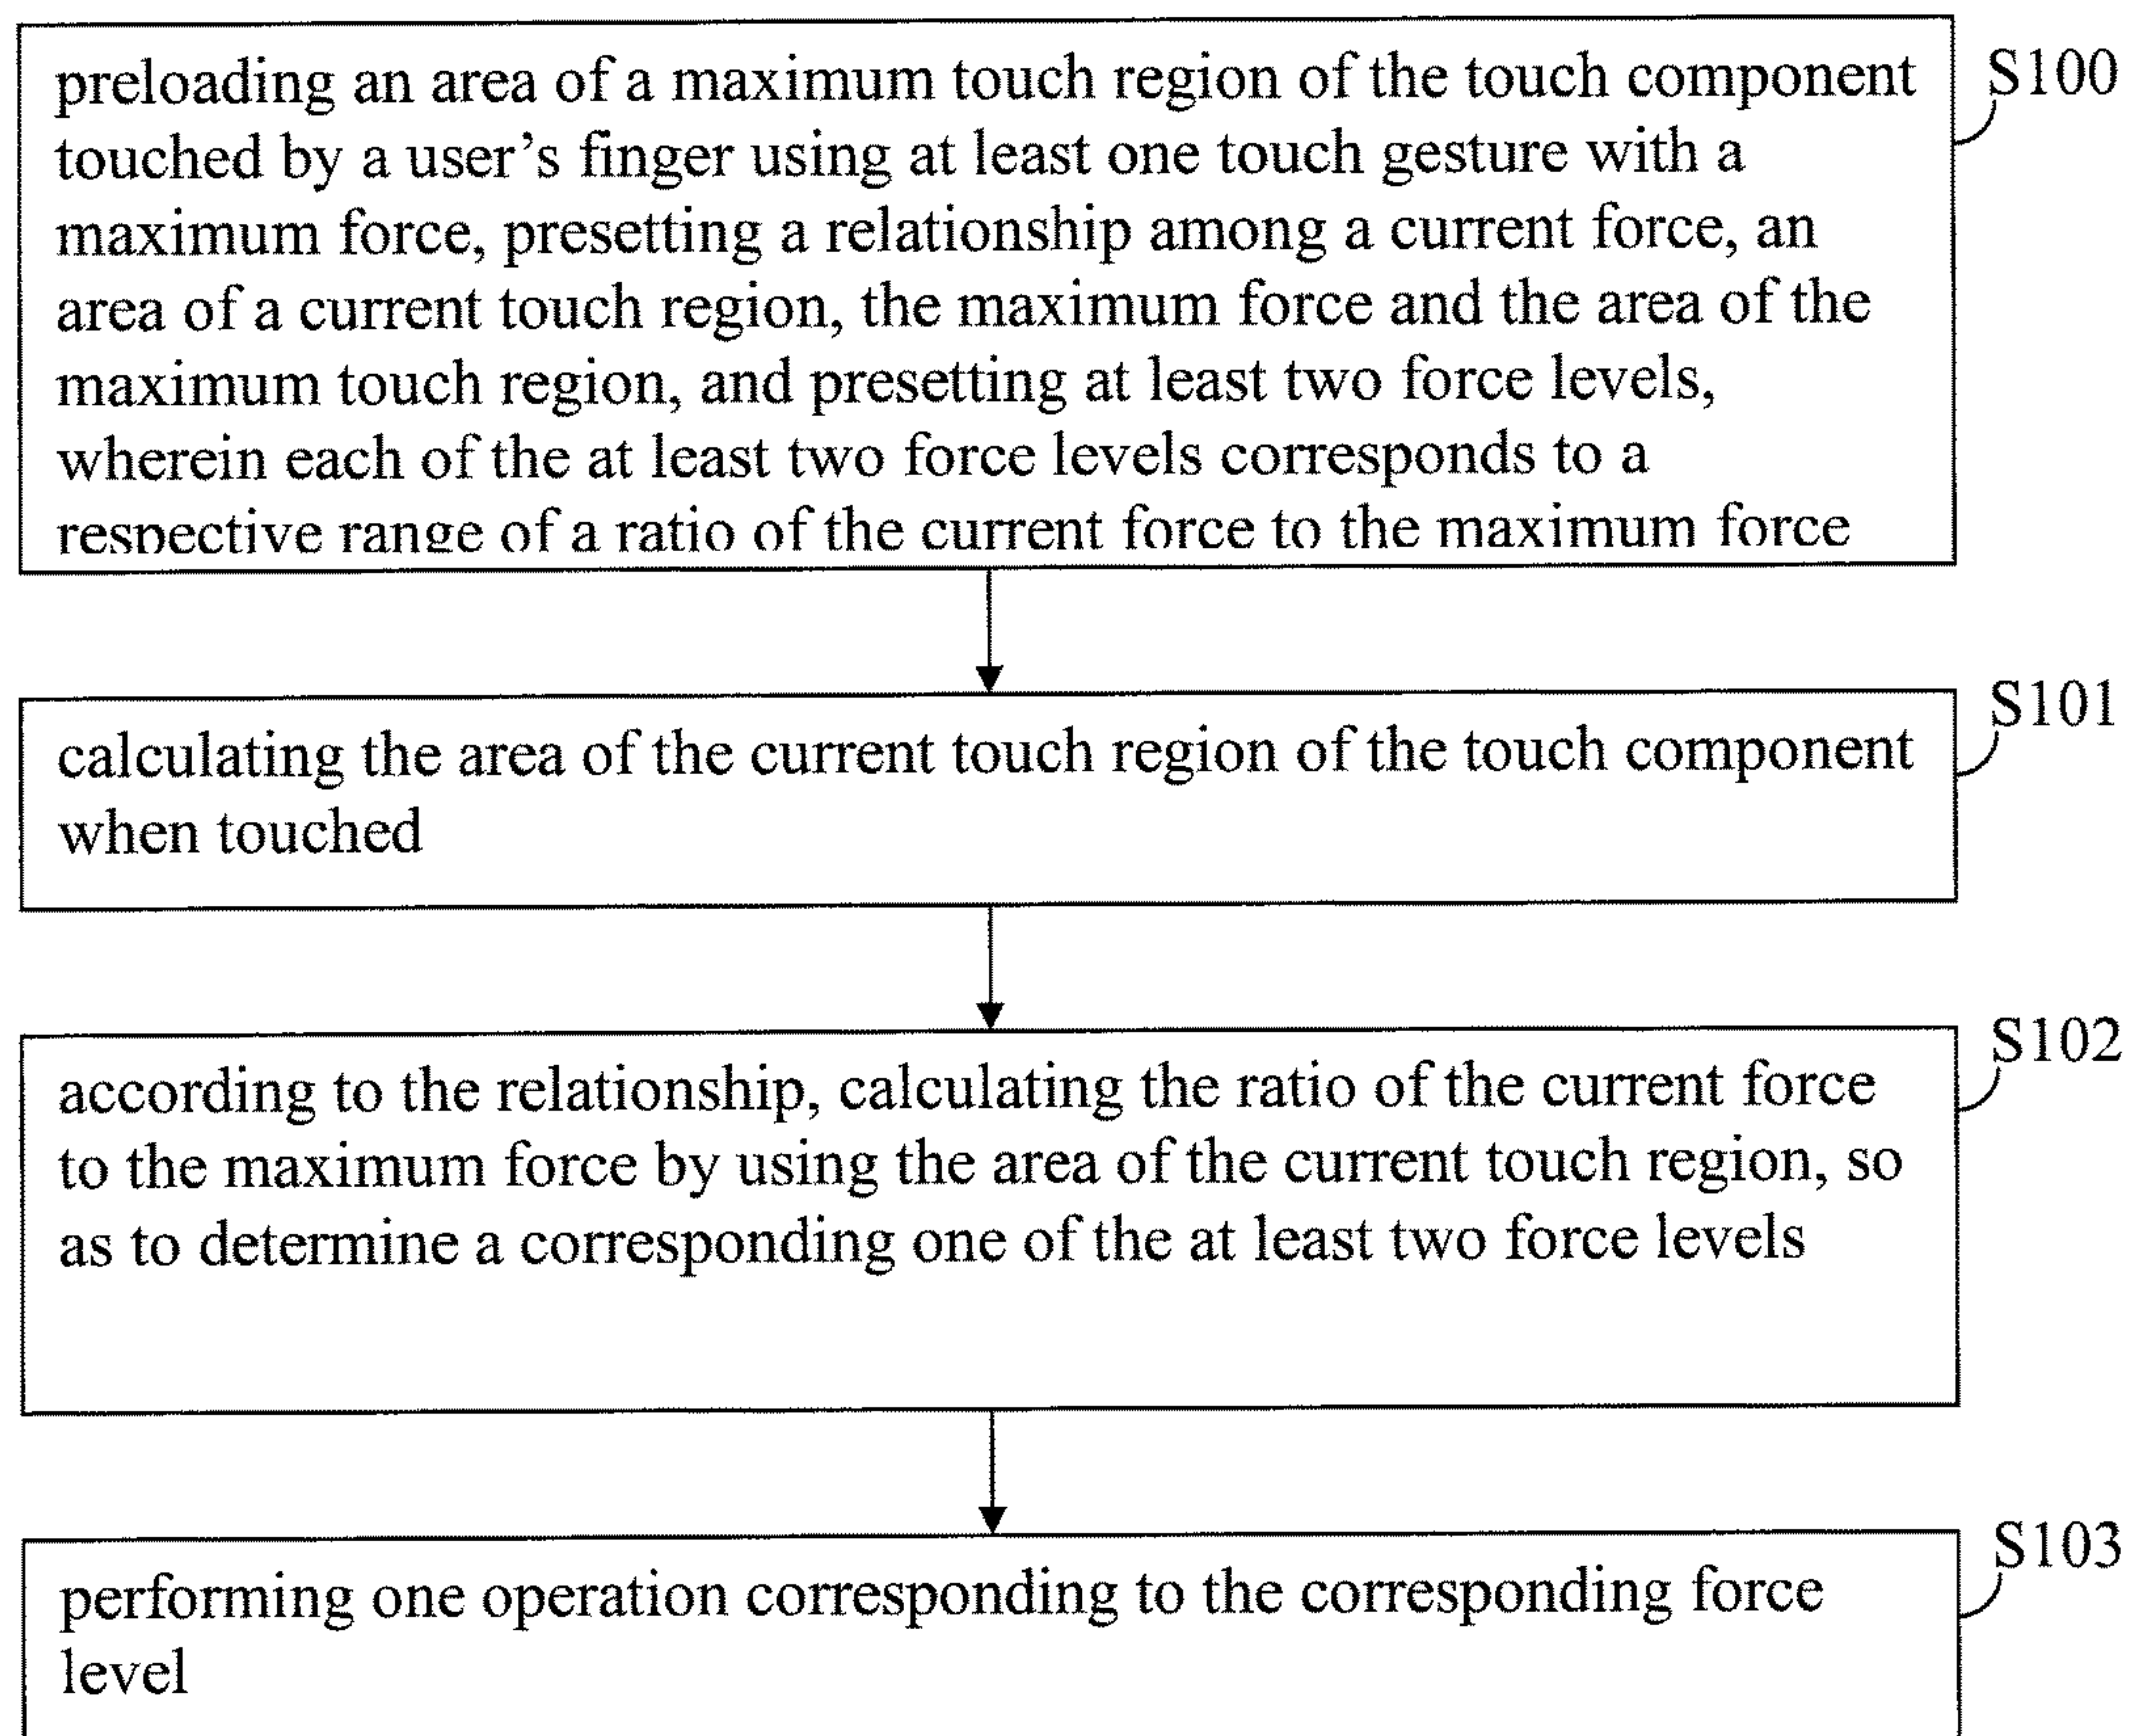 preloading an area of a maximum touch region of the touch component
touched by a user’s finger using at least one touch gesture with a
maximum force, presetting a relationship among a current force, an
area of a current touch region, the maximum force and the area of the
maximum touch region, and presetting at least two force levels,
wherein each of the at least two force levels corresponds to a
respective range of a ratio of the current force to the maximum force
S100
calculating the area of the current touch region of the touch component
when touched
S101
according to the relationship, calculating the ratio of the current force
to the maximum force by using the area of the current touch region, so
as to determine a corresponding one of the at least two force levels
S102
performing one operation corresponding to the corresponding force
level
S103